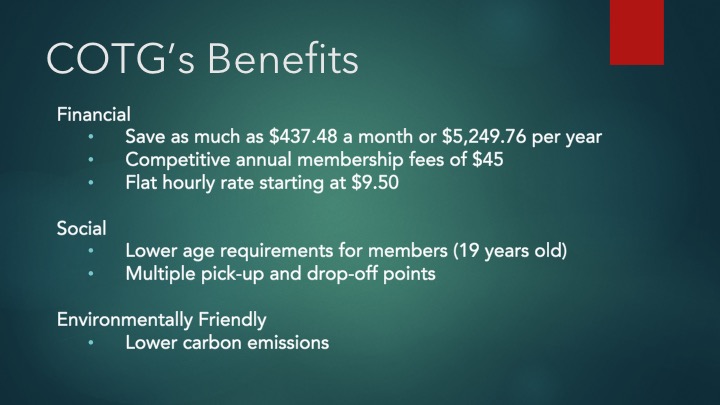 COTG’s Benefits
Financial
• Save as much as $437.48 a month or $5,249.76 per year
• Competitive annual membership fees of $45
• Flat hourly rate starting at $9.50
Social
• Lower age requirements for members (19 years old)
• Multiple pick-up and drop-off points
Environmentally Friendly
• Lower carbon emissions